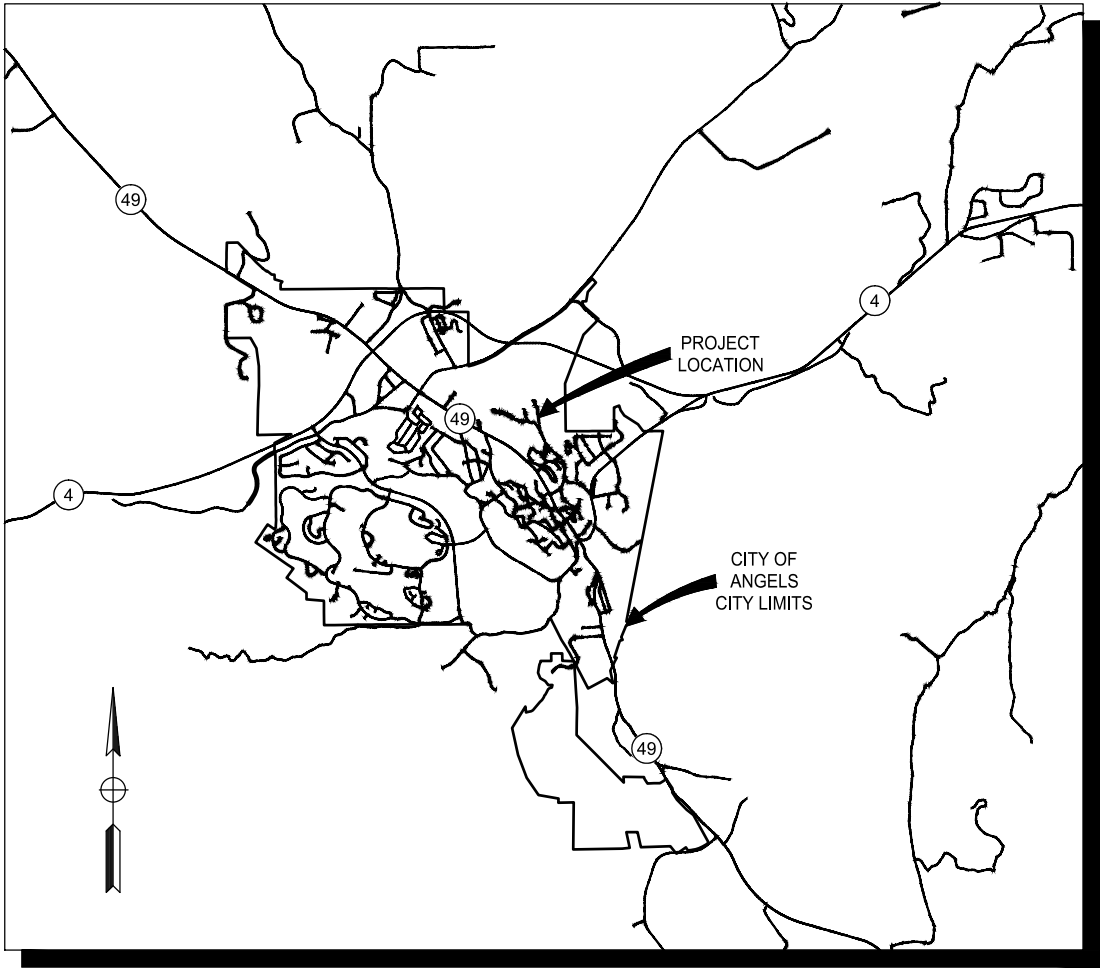 49
4
PROJECT
LOCATION
49
4
CITY OF
ANGELS
CITY LIMITS
49